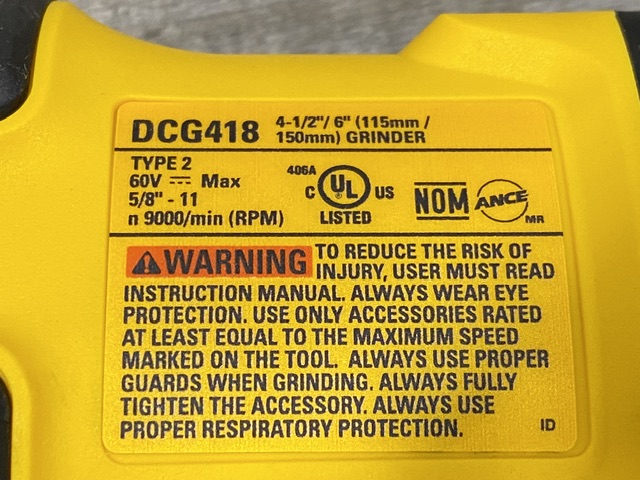 DCG418 4-1/2"/ 6" (115mm /
150mm) GRINDER
TYPE 2
60V ⎓ Max
5/8" - 11
n 9000/min (RPM)
406A
C UL US
LISTED
NOM ANCE
MR
WARNING TO REDUCE THE RISK OF
INJURY, USER MUST READ
INSTRUCTION MANUAL. ALWAYS WEAR EYE
PROTECTION. USE ONLY ACCESSORIES RATED
AT LEAST EQUAL TO THE MAXIMUM SPEED
MARKED ON THE TOOL. ALWAYS USE PROPER
GUARDS WHEN GRINDING. ALWAYS FULLY
TIGHTEN THE ACCESSORY. ALWAYS USE
PROPER RESPIRATORY PROTECTION. ID